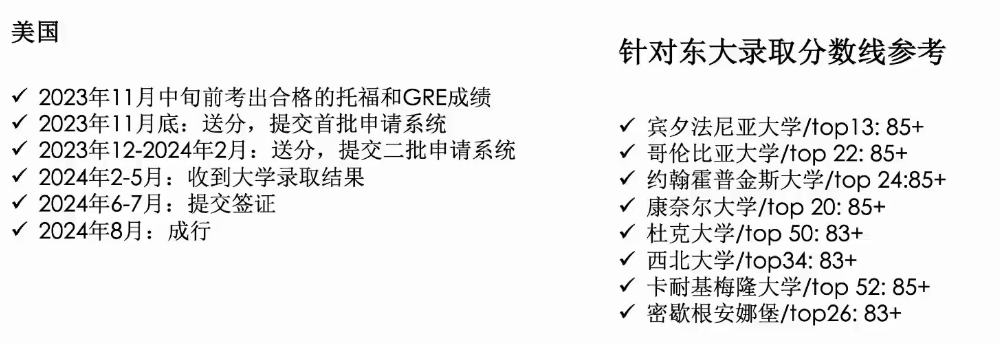 美国
✓ 2023年11月中旬前考出合格的托福和GRE成绩
✓ 2023年11月底：送分，提交首批申请系统
✓ 2023年12-2024年2月：送分，提交二批申请系统
✓ 2024年2-5月：收到大学录取结果
✓ 2024年6-7月：提交签证
✓ 2024年8月：成行
针对东大录取分数线参考
✓ 宾夕法尼亚大学/top13: 85+
✓ 哥伦比亚大学/top 22: 85+
✓ 约翰霍普金斯大学/top 24:85+
✓ 康奈尔大学/top 20: 85+
✓ 杜克大学/top 50: 83+
✓ 西北大学/top34: 83+
✓ 卡耐基梅隆大学/top 52: 85+
✓ 密歇根安娜堡/top26: 83+